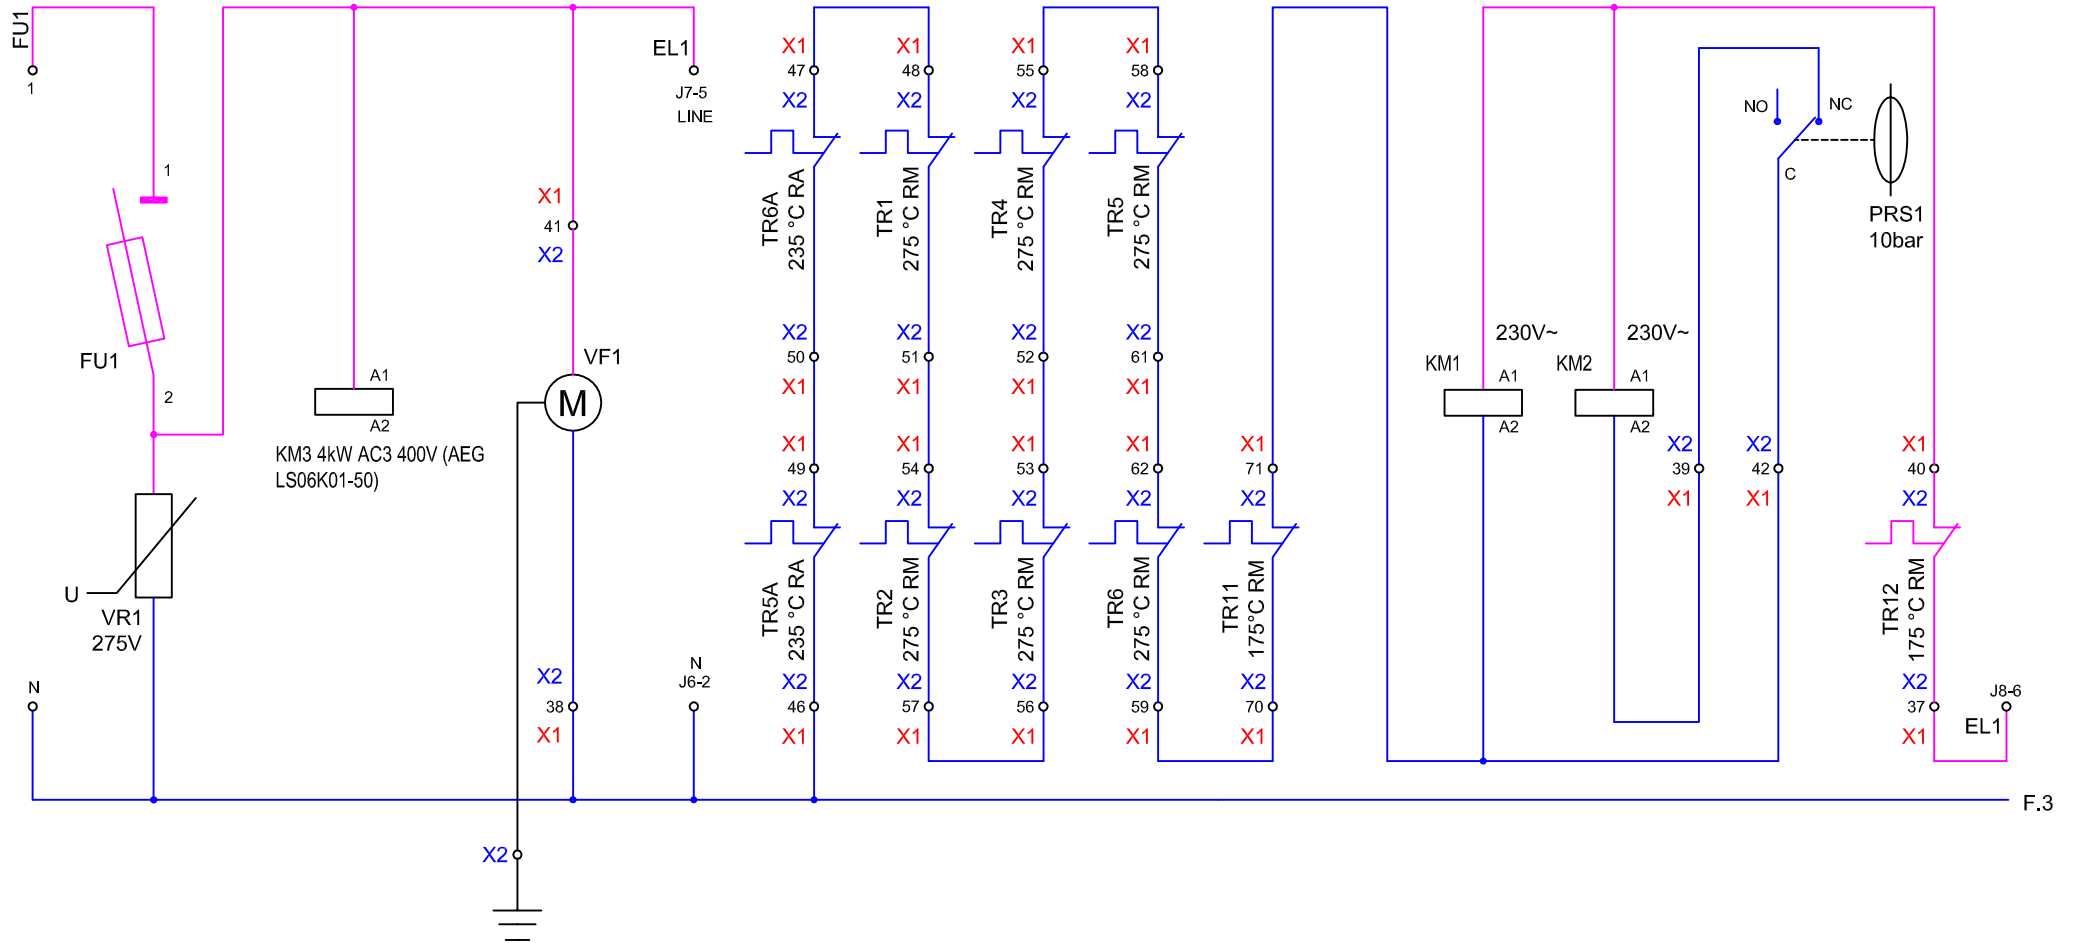 FU1
1
1
FU1
2
U
VR1
275V
N
A1
A2
KM3 4kW AC3 400V (AEG
LS06K01-50)
X1
41
X2
VF1
M
X2
38
X1
X2
EL1
J7-5
LINE
N
J6-2
X1
47
X2
TR6A
235 °C RA
X2
50
X1
X1
49
X2
TR5A
235 °C RA
X2
46
X1
X1
48
X2
TR1
275 °C RM
X2
51
X1
X1
54
X2
TR2
275 °C RM
X2
57
X1
X1
55
X2
TR4
275 °C RM
X2
52
X1
X1
53
X2
TR3
275 °C RM
X2
56
X1
X1
58
X2
TR5
275 °C RM
X2
61
X1
X1
62
X2
TR6
275 °C RM
X2
59
X1
X1
71
X2
TR11
175°C RM
X2
70
X1
230V~
KM1
A1
A2
230V~
KM2
A1
A2
X2
39
X1
X2
42
X1
NO
NC
C
PRS1
10bar
X1
40
X2
TR12
175 °C RM
X2
37
X1
J8-6
EL1
F.3